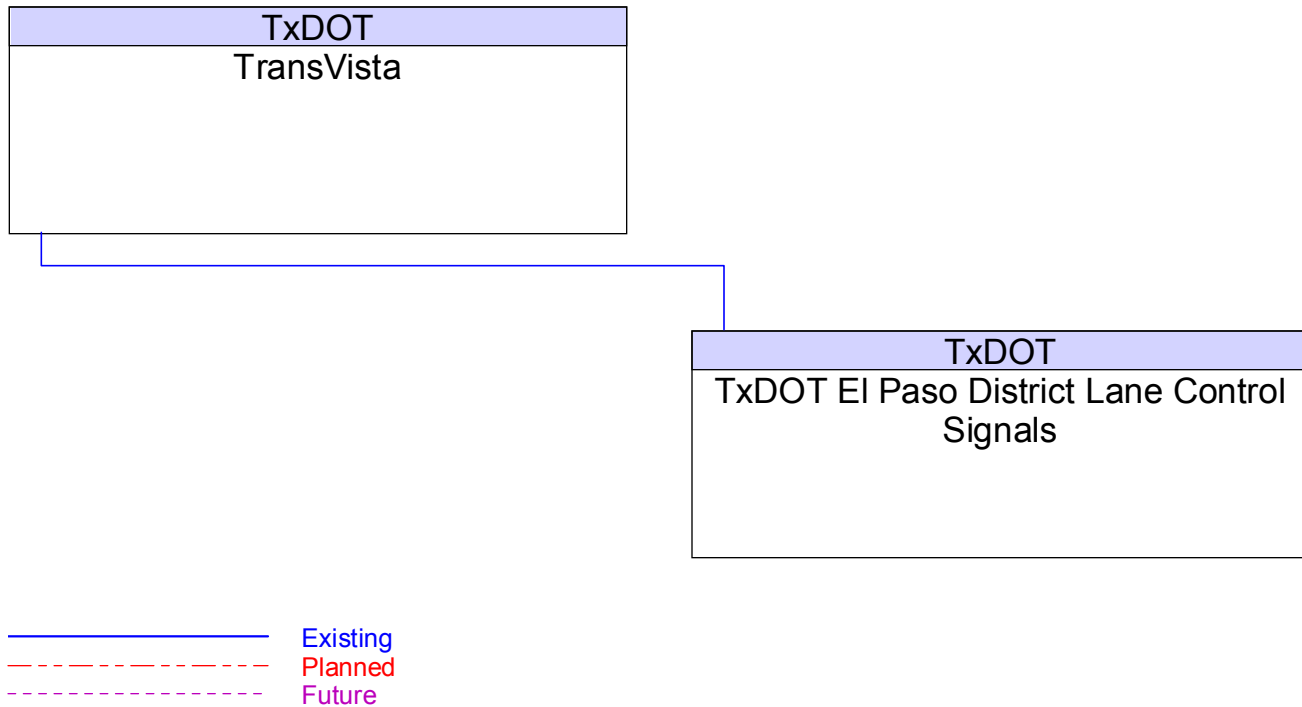 TxDOT
TransVista
TxDOT
TxDOT El Paso District Lane Control
Signals
Existing
Planned
Future